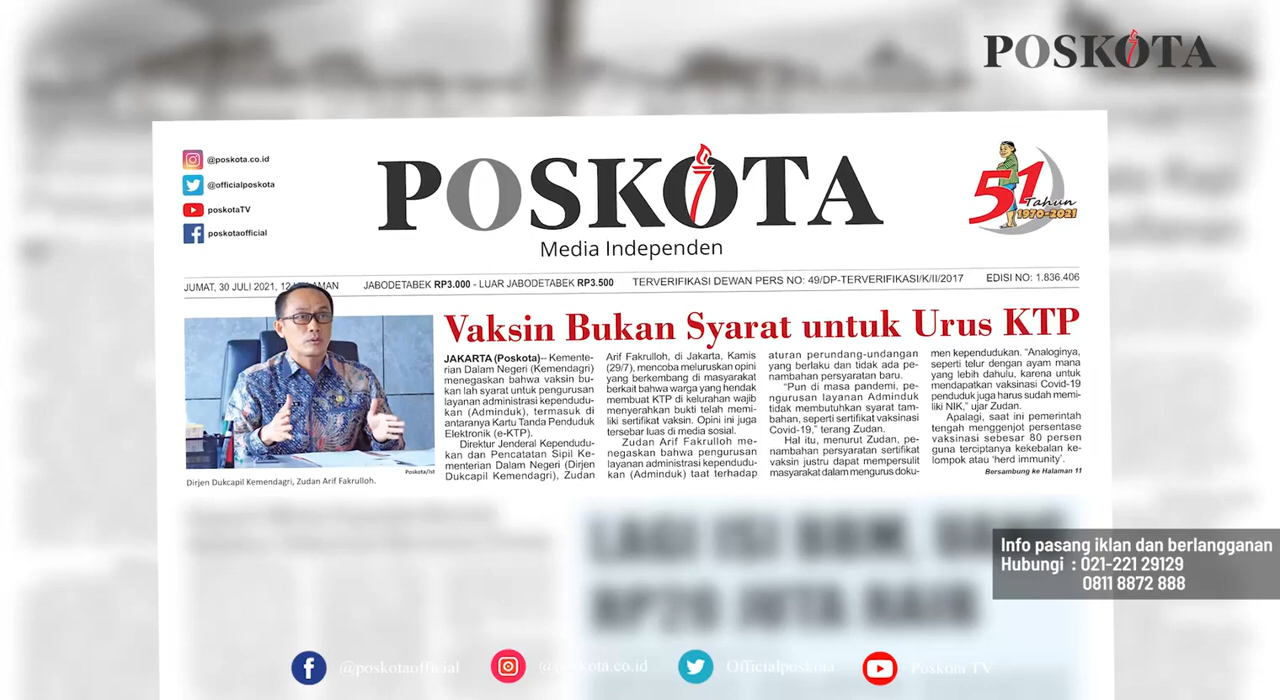 POSKOTA
@poskota.co.id
@officialposkota
poskotaTV
poskotaofficial
POSKOTA
Media Independen
51
Tahun
1970-2021
JUMAT, 30 JULI 2021, 12
JABODETABEK RP3.000 - LUAR JABODETABEK RP3.500
TERVERIFIKASI DEWAN PERS NO: 49/DP-TERVERIFIKASI/K/II/2017
EDISI NO: 1.836.406
Vaksin Bukan Syarat untuk Urus KTP
JAKARTA (Poskota)– Kemente-
rian Dalam Negeri (Kemendagri)
menegaskan bahwa vaksin bu-
kan lah syarat untuk pengurusan
layanan administrasi kependudu-
kan (Adminduk), termasuk di
antaranya Kartu Tanda Penduduk
Elektronik (e-KTP).
Direktur Jenderal Kependudu-
kan dan Pencatatan Sipil Ke-
menterian Dalam Negeri (Dirjen
Dukcapil Kemendagri), Zudan
Arif Fakrulloh, di Jakarta, Kamis
(29/7), mencoba meluruskan opini
yang berkembang di masyarakat
berkait bahwa warga yang hendak
membuat KTP di kelurahan wajib
menyerahkan bukti telah memi-
liki sertifikat vaksin. Opini ini juga
tersebar luas di media sosial.
Zudan Arif Fakrulloh me-
negaskan bahwa pengurusan
layanan administrasi kependudu-
kan (Adminduk) taat terhadap
aturan perundang-undangan
yang berlaku dan tidak ada pe-
nambahan persyaratan baru.
“Pun di masa pandemi, pe-
ngurusan layanan Adminduk
tidak membutuhkan syarat tam-
bahan, seperti sertifikat vaksinasi
Covid-19,” terang Zudan.
Hal itu, menurut Zudan, pe-
nambahan persyaratan sertifikat
vaksin justru dapat mempersulit
masyarakat dalam mengurus doku-
men kependudukan. “Analoginya,
seperti telur dengan ayam mana
yang lebih dahulu, karena untuk
mendapatkan vaksinasi Covid-19
penduduk juga harus sudah memi-
liki NIK,” ujar Zudan.
Apalagi, saat ini pemerintah
tengah menggenjot persentase
vaksinasi sebesar 80 persen
guna terciptanya kekebalan ke-
lompok atau ‘herd immunity’.
Bersambung ke Halaman 11
Poskota/Ist
Dirjen Dukcapil Kemendagri, Zudan Arif Fakrulloh.
LAGI ISI BBM,
RP20 JUTA RAIB
Info pasang iklan dan berlangganan
Hubungi : 021-221 29129
0811 8872 888
@poskotaofficial
@poskota.co.id
Officialposkota
Poskota TV